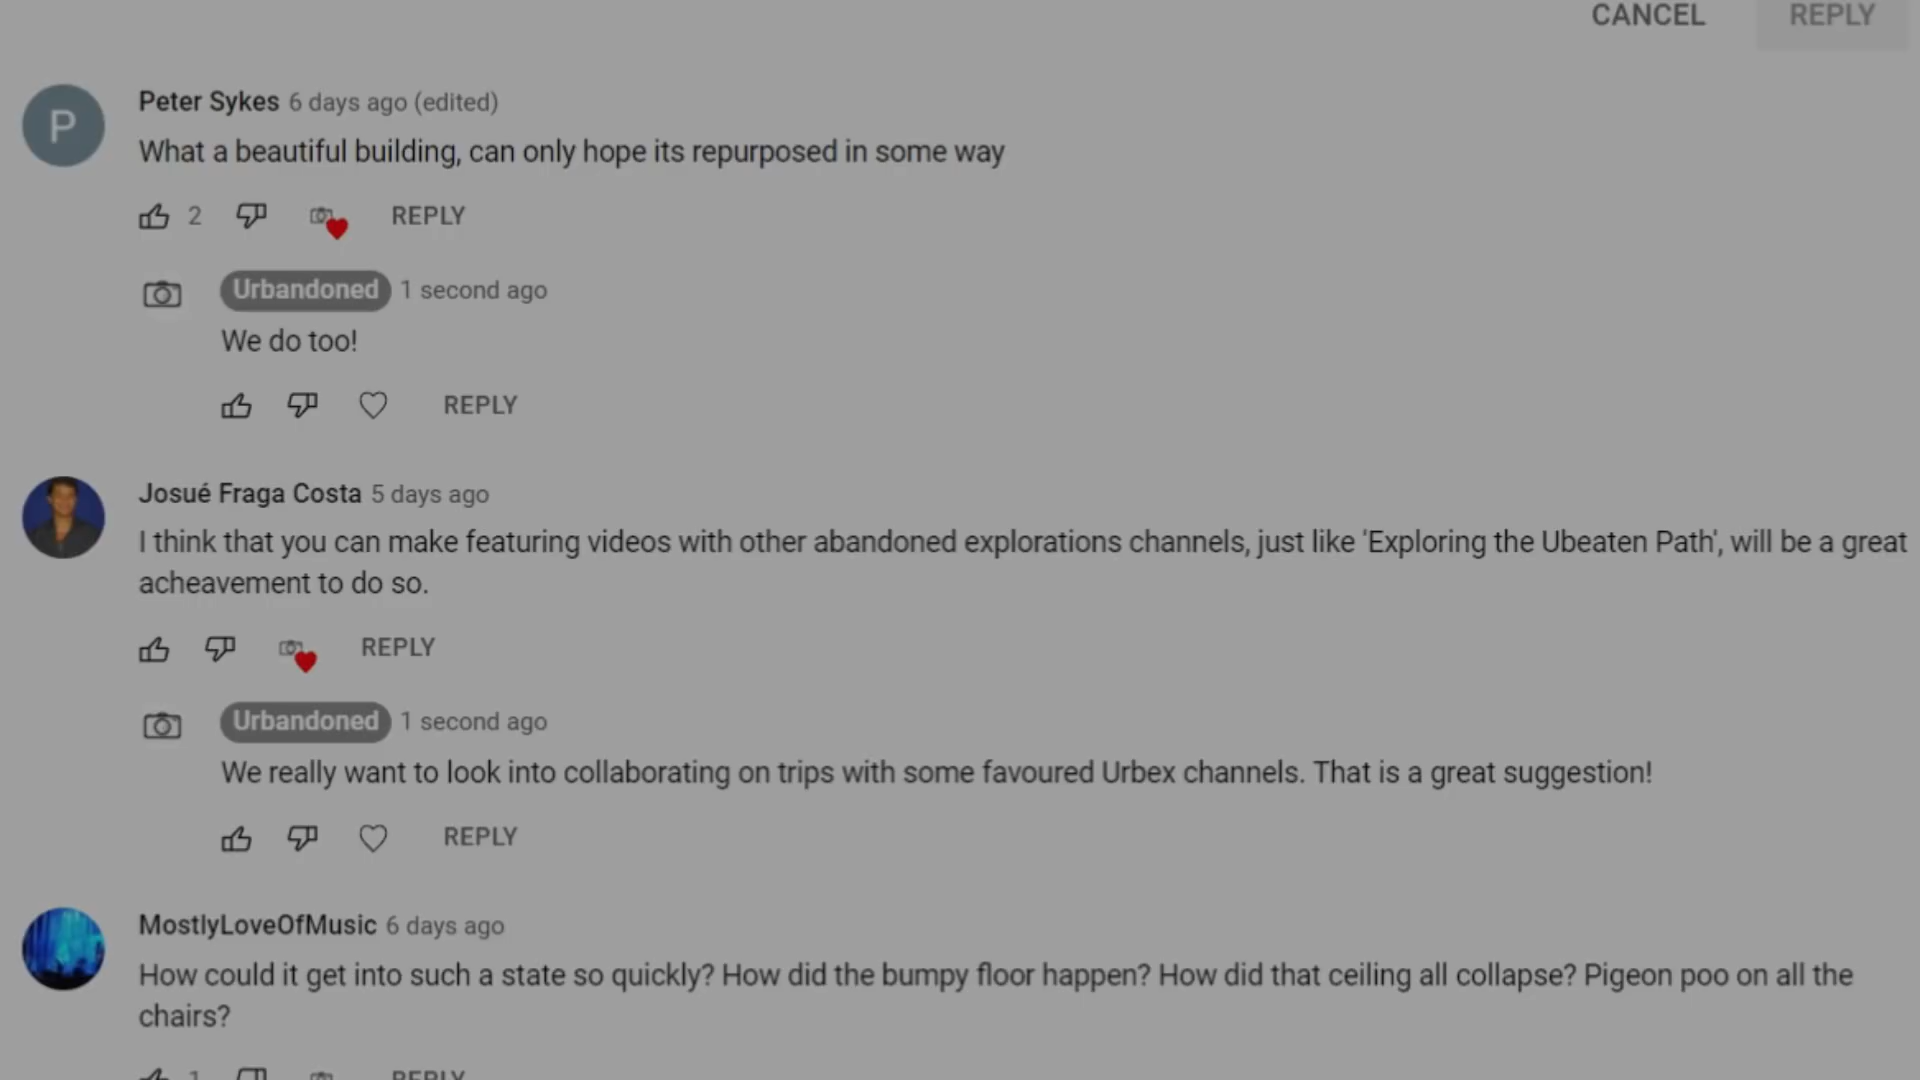 CANCEL REPLY
P
Peter Sykes 6 days ago (edited)
What a beautiful building, can only hope its repurposed in some way
2 REPLY
Urbandoned 1 second ago
We do too!
REPLY
Josué Fraga Costa 5 days ago
I think that you can make featuring videos with other abandoned explorations channels, just like 'Exploring the Ubeaten Path', will be a great
acheavement to do so.
REPLY
Urbandoned 1 second ago
We really want to look into collaborating on trips with some favoured Urbex channels. That is a great suggestion!
REPLY
MostlyLoveOfMusic 6 days ago
How could it get into such a state so quickly? How did the bumpy floor happen? How did that ceiling all collapse? Pigeon poo on all the
chairs?
1 REPLY